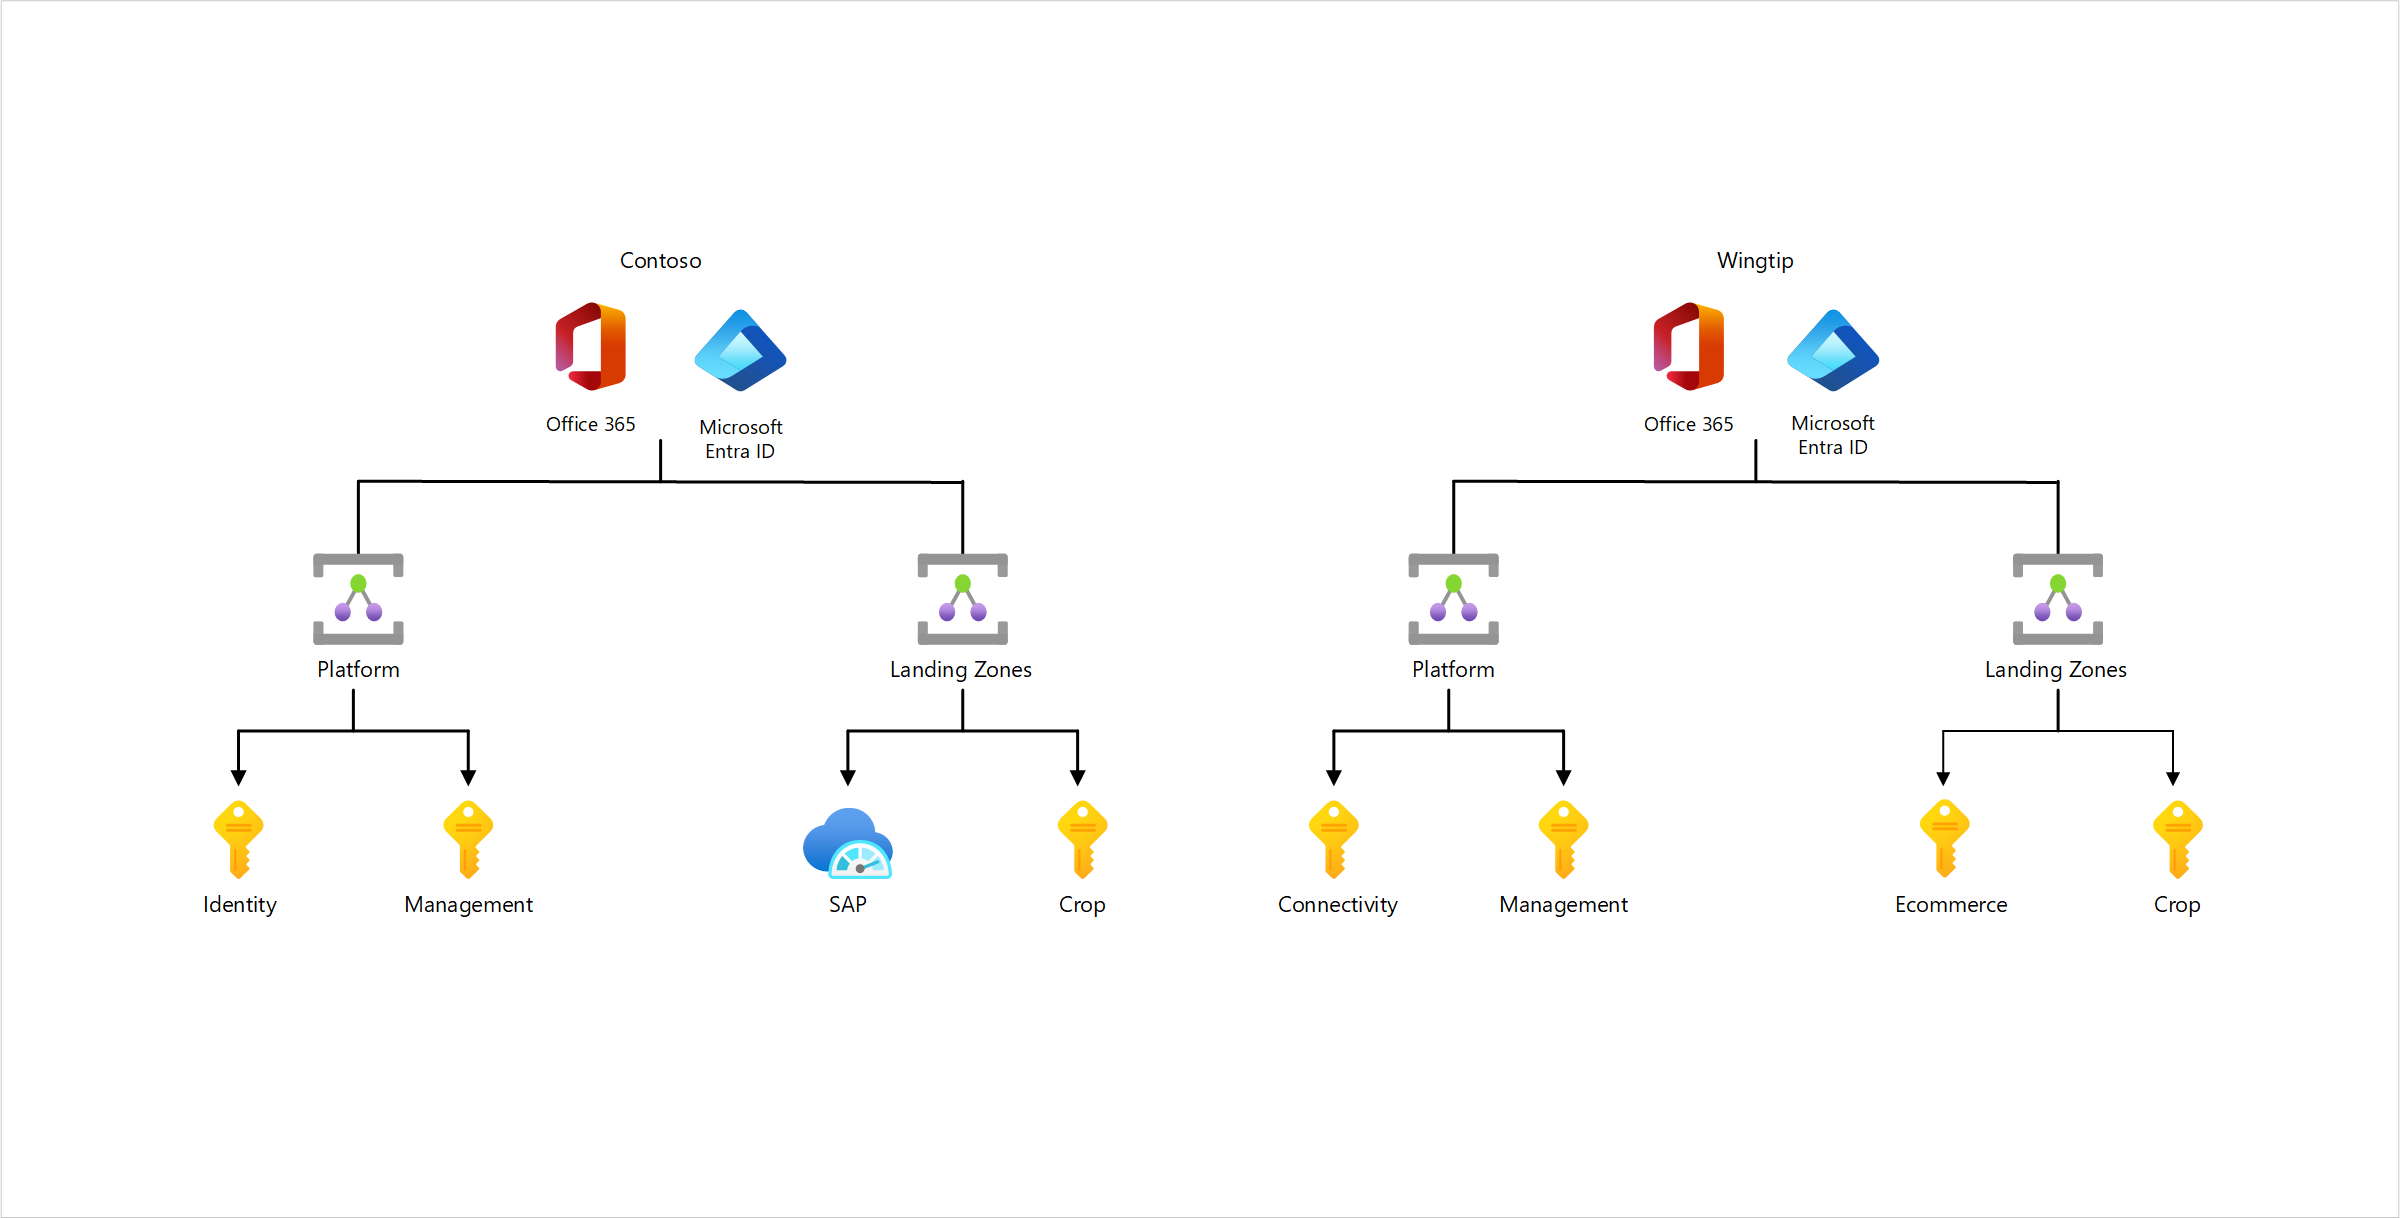 Contoso
Office 365
Microsoft
Entra ID
Platform
Landing Zones
Identity
Management
SAP
Crop
Wingtip
Office 365
Microsoft
Entra ID
Platform
Landing Zones
Connectivity
Management
Ecommerce
Crop